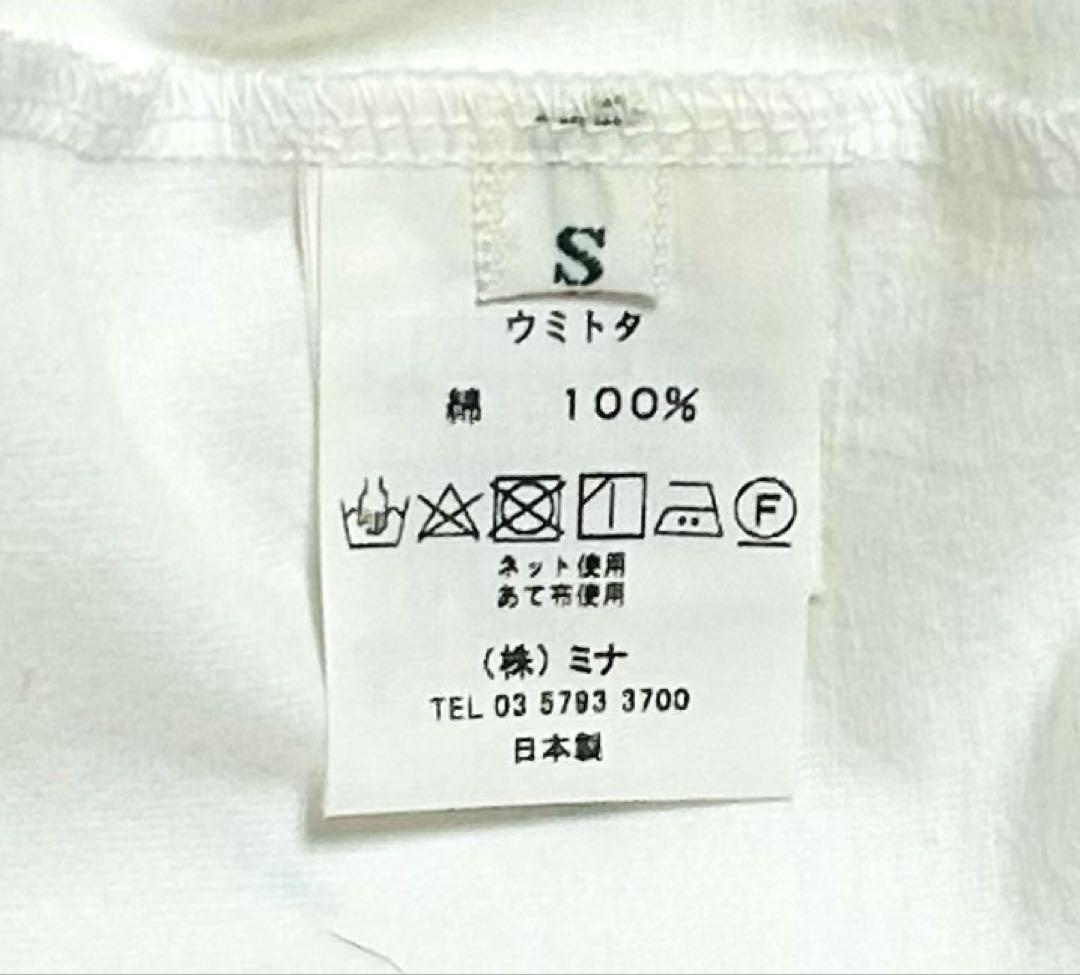 S
ウミトタ
綿 100%
F
ネット使用
あて布使用
(株)ミナ
TEL 03 5793 3700
日本製